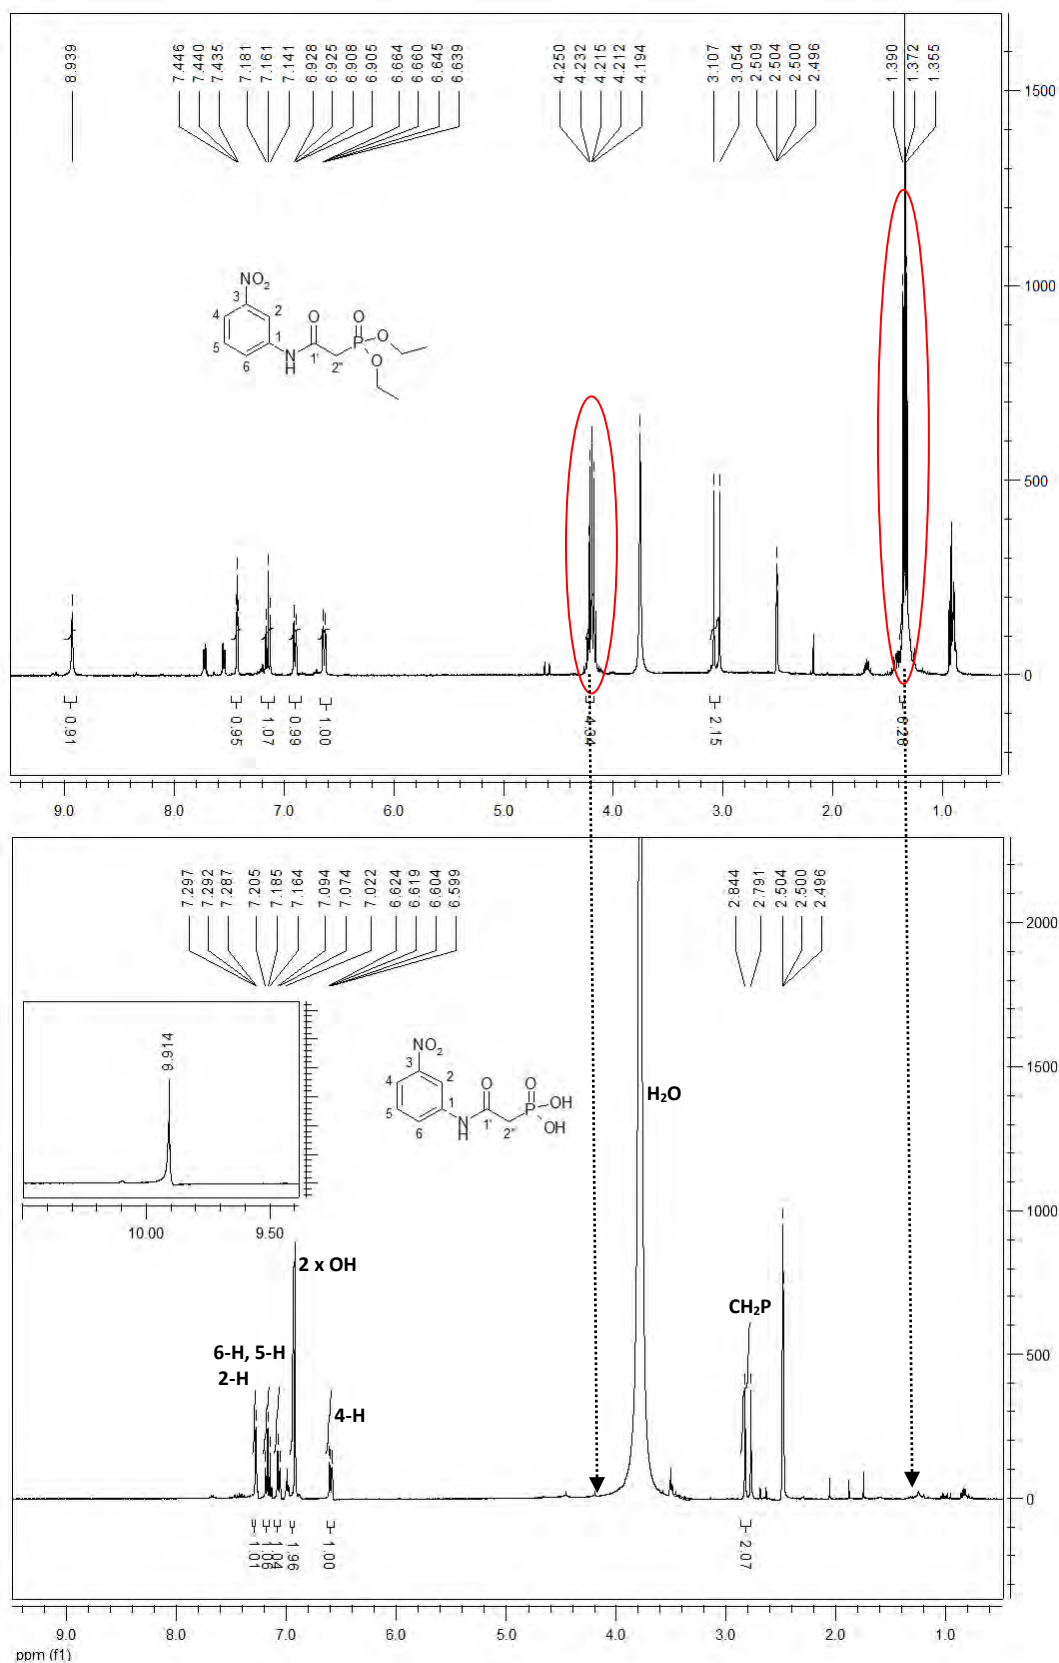 8.939 7.446 7.440 7.435 7.181 7.161 7.141 6.928 6.925 6.908 6.905 6.664 6.660 6.645 6.639 4.250 4.232 4.215 4.212 4.194 3.107 3.054 2.509 2.504 2.500 2.496 1.390 1.372 1.355
1500
1000
500
0
NO2
3 4 2 5 1 6
N
H
O
1'
2"
O
P
O
O
0.91 0.95 1.07 0.99 1.00 4.34 2.15 6.28
9.0 8.0 7.0 6.0 5.0 4.0 3.0 2.0 1.0
7.297 7.292 7.287 7.205 7.185 7.164 7.094 7.074 7.022 6.624 6.619 6.604 6.599 2.844 2.791 2.504 2.500 2.496
2000
1500
1000
500
0
9.914
10.00 9.50
NO2
3 4 2 5 1 6
N
H
O
1'
2"
O
P
OH
OH
H2O
2 x OH
CH2P
6-H, 5-H
2-H
4-H
1.01 1.06 1.04 1.96 1.00 2.07
9.0 8.0 7.0 6.0 5.0 4.0 3.0 2.0 1.0
ppm (f1)